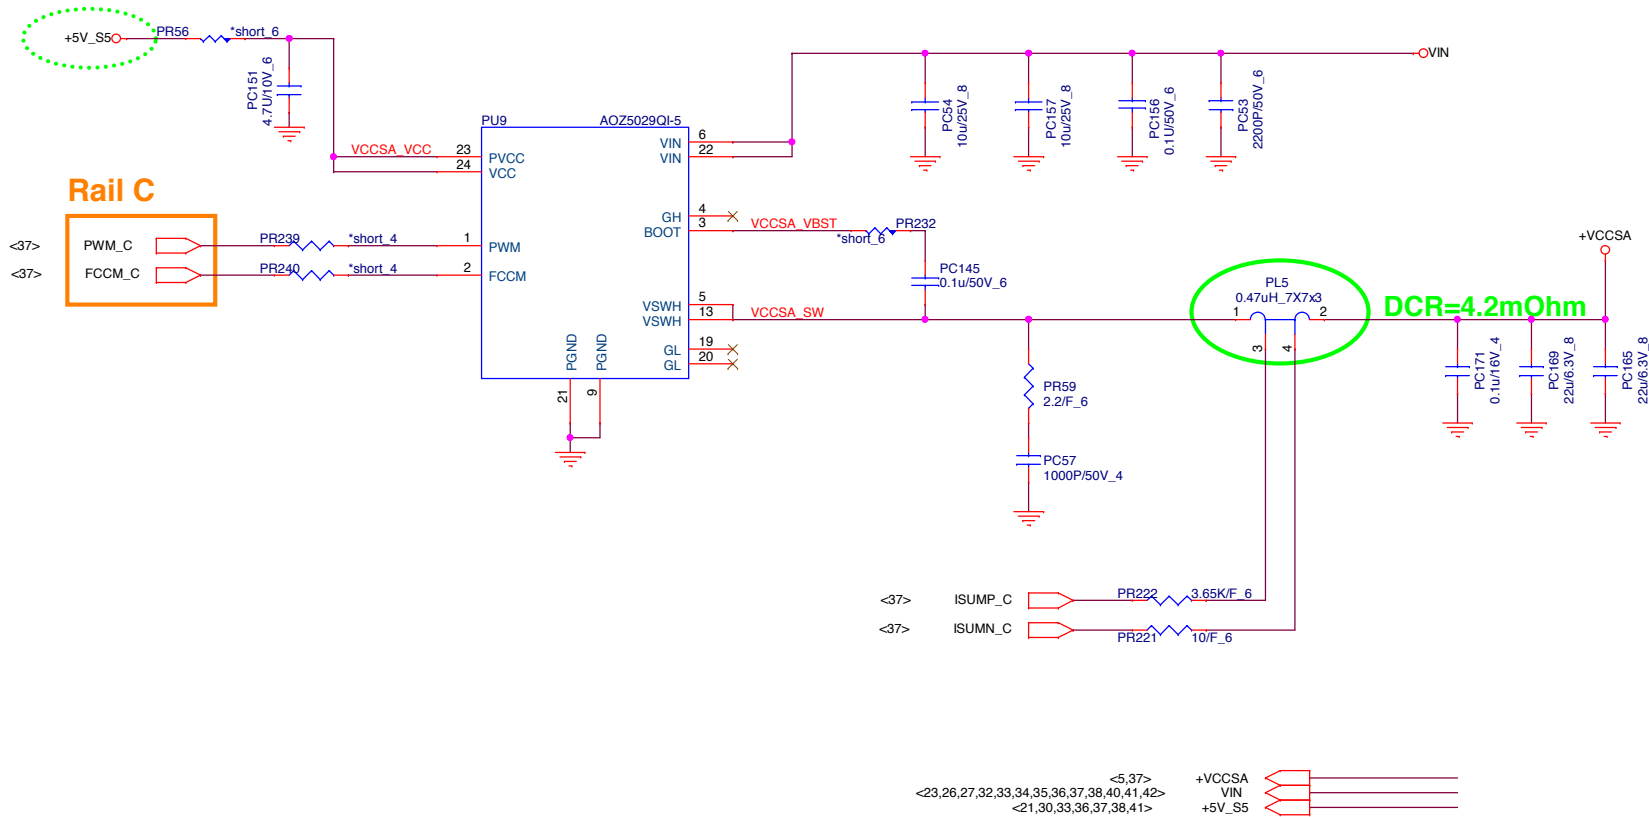 +5V_S5
PR56
*short_6
PC151
4.7U/10V_6
VIN
PC54
10u/25V_8
PC157
10u/25V_8
PC156
0.1U/50V_6
PC53
2200P/50V_6
PU9
AOZ5029QI-5
VCCSA_VCC
23
24
PVCC
VCC
VIN
VIN
6
22
Rail C
<37>
PWM_C
PR239
*short_4
1
PWM
<37>
FCCM_C
PR240
*short_4
2
FCCM
GH
4
BOOT
3
VCCSA_VBST
*short_6
PR232
PC145
0.1u/50V_6
VSWH
VSWH
5
13
VCCSA_SW
GL
GL
19
20
PGND
PGND
21
9
PR59
2.2/F_6
PC57
1000P/50V_4
PL5
0.47uH_7X7x3
1
2
3
4
DCR=4.2mOhm
+VCCSA
PC171
0.1u/16V_4
PC169
22u/6.3V_8
PC165
22u/6.3V_8
<37>
ISUMP_C
PR222
3.65K/F_6
<37>
ISUMN_C
PR221
10/F_6
<5,37>
+VCCSA
<23,26,27,32,33,34,35,36,37,38,40,41,42>
VIN
<21,30,33,36,37,38,41>
+5V_S5